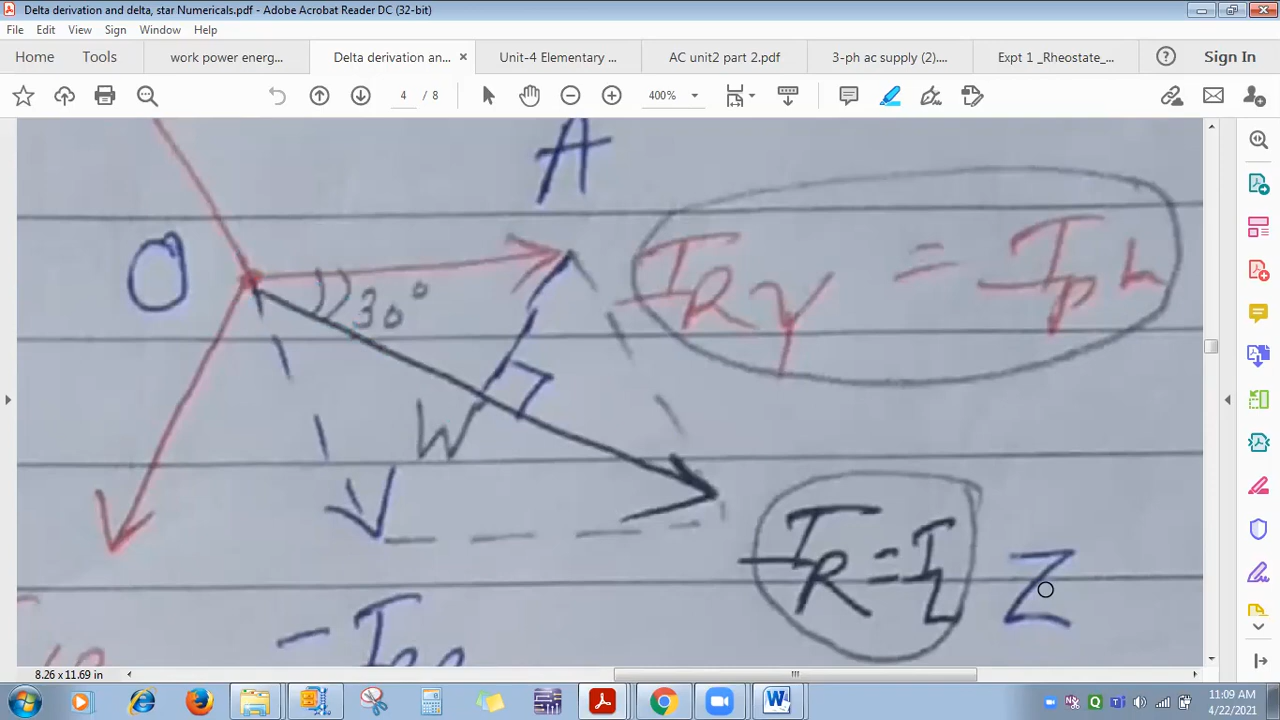 Delta derivation and delta, star Numericals.pdf - Adobe Acrobat Reader DC (32-bit)
File Edit View Sign Window Help
Home Tools work power energ... Delta derivation an... Unit-4 Elementary ... AC unit2 part 2.pdf 3-ph ac supply (2).... Expt 1 _Rheostate_... Sign In
4 / 8 400%
A
O
30°
IRY = Iph
W
IR = IL Z
8.26 x 11.69 in
11:09 AM
4/22/2021